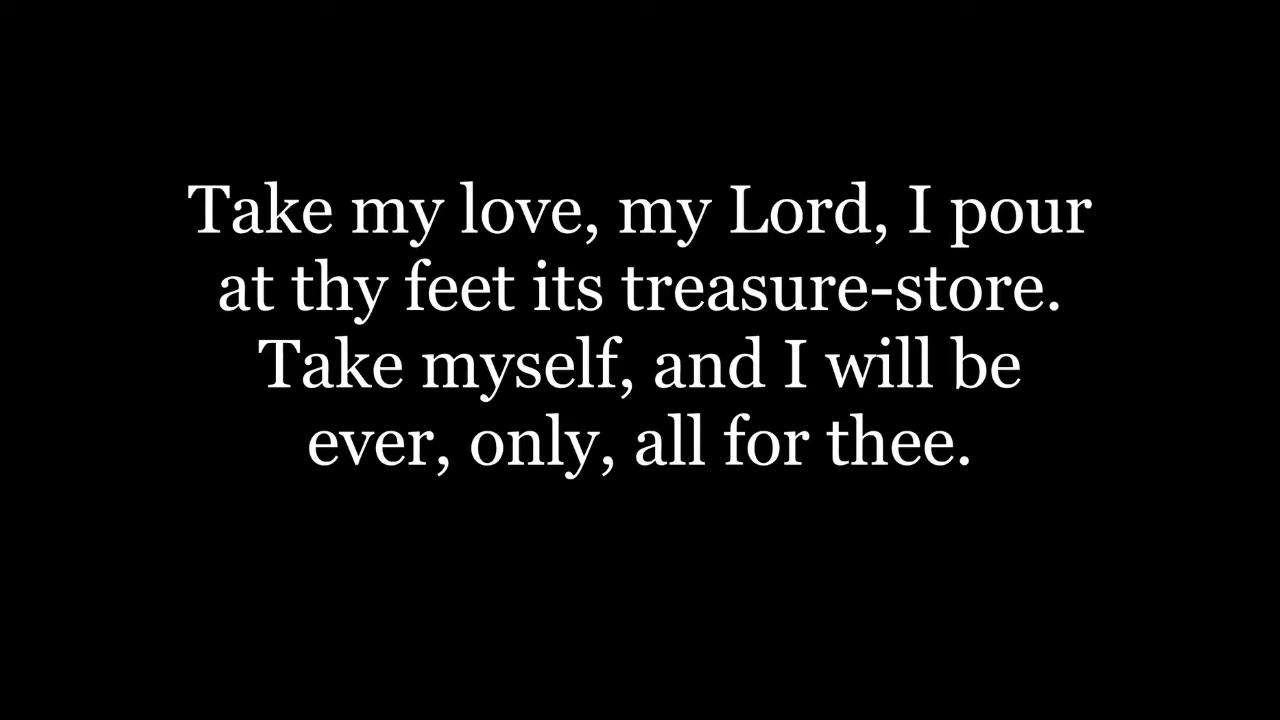 Take my love, my Lord, I pour
at thy feet its treasure-store.
Take myself, and I will be
ever, only, all for thee.